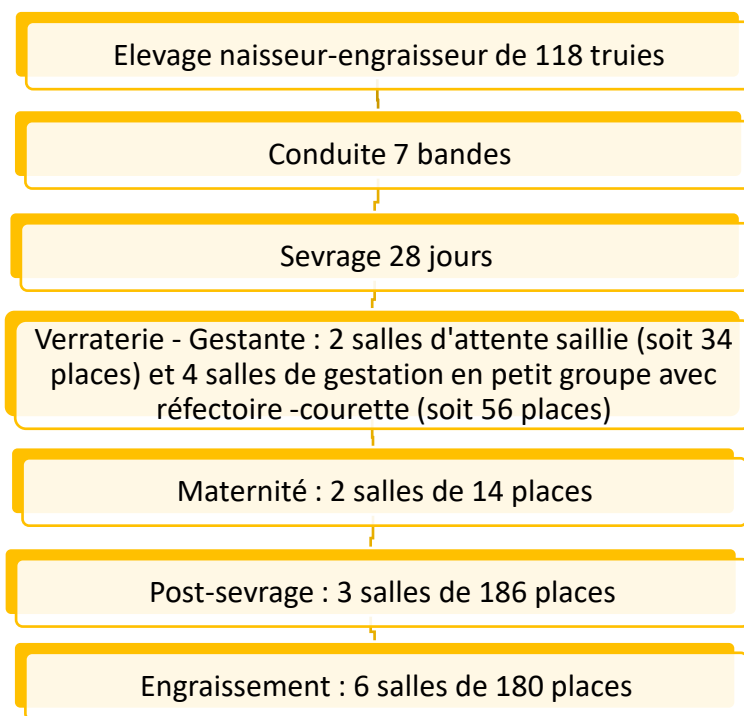 Elevage naisseur-engraisseur de 118 truies
Conduite 7 bandes
Sevrage 28 jours
Verraterie - Gestante : 2 salles d'attente saillie (soit 34
places) et 4 salles de gestation en petit groupe avec
réfectoire -courette (soit 56 places)
Maternité : 2 salles de 14 places
Post-sevrage : 3 salles de 186 places
Engraissement : 6 salles de 180 places